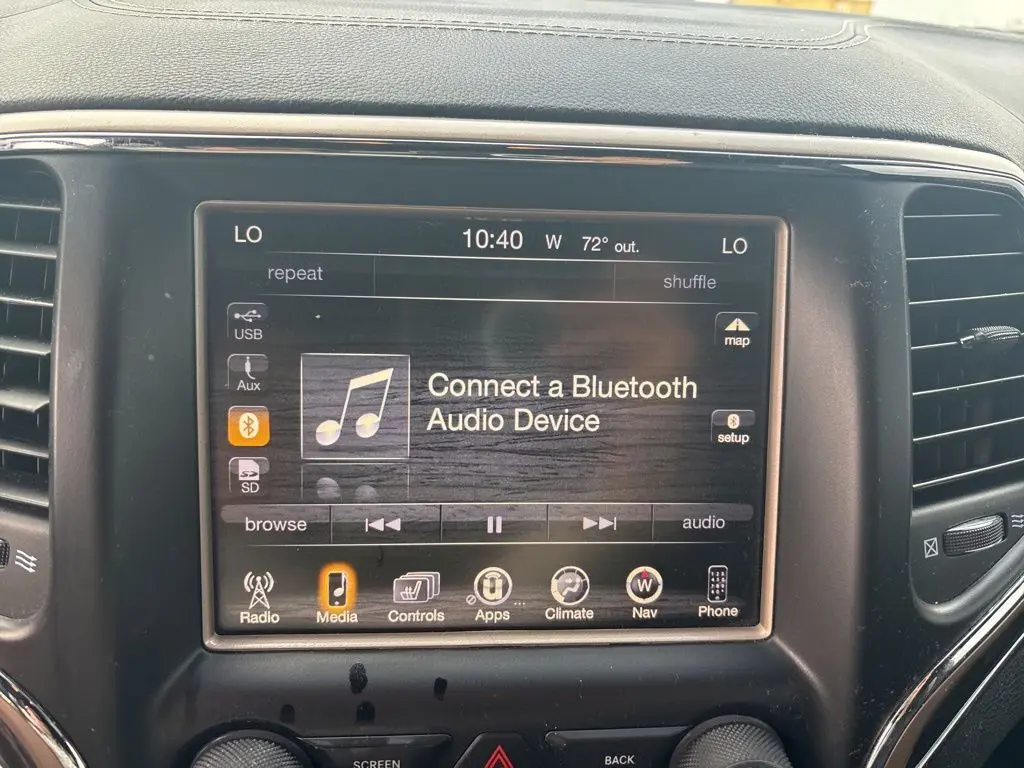 LO
10:40 W 72° out.
LO
repeat
shuffle
USB
map
Aux
Connect a Bluetooth
Audio Device
setup
SD
browse
audio
Radio
Media
Controls
Apps
Climate
W
Nav
Phone
SCREEN
BACK